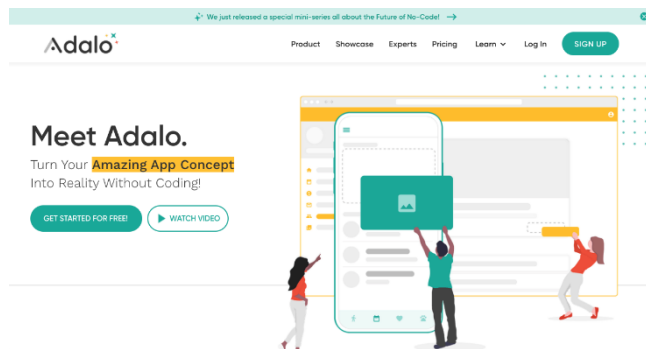 We just released a special mini-series all about the Future of No-Code!
Adalo
Product Showcase Experts Pricing Learn Log In SIGN UP
Meet Adalo.
Turn Your Amazing App Concept
Into Reality Without Coding!
GET STARTED FOR FREE! WATCH VIDEO